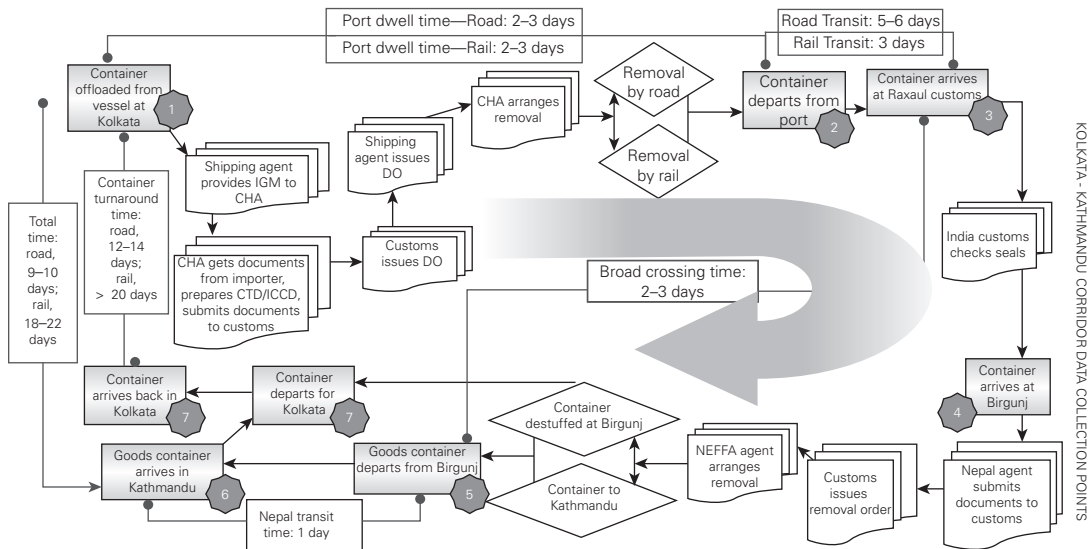 Port dwell time—Road: 2–3 days
Port dwell time—Rail: 2–3 days
Road Transit: 5–6 days
Rail Transit: 3 days
Container
offloaded from
vessel at
Kolkata
1
Shipping agent
provides IGM to
CHA
CHA gets documents
from importer,
prepares CTD/ICCD,
submits documents
to customs
Customs
issues DO
Shipping
agent issues
DO
CHA arranges
removal
Removal
by road
Removal
by rail
Container
departs from
port
2
Container arrives
at Raxaul customs
3
India customs
checks seals
Container
arrives at
Birgunj
4
Nepal agent
submits
documents to
customs
Customs
issues
removal order
NEFFA agent
arranges
removal
Container
destuffed at Birgunj
Container to
Kathmandu
Goods container
departs from Birgunj
5
Goods container
arrives in
Kathmandu
6
Nepal transit
time: 1 day
Container
departs for
Kolkata
7
Container
arrives back in
Kolkata
7
Container
turnaround
time:
road,
12–14
days;
rail,
> 20 days
Total
time:
road,
9–10
days;
rail,
18–22
days
Broad crossing time:
2–3 days
KOLKATA - KATHMANDU CORRIDOR DATA COLLECTION POINTS